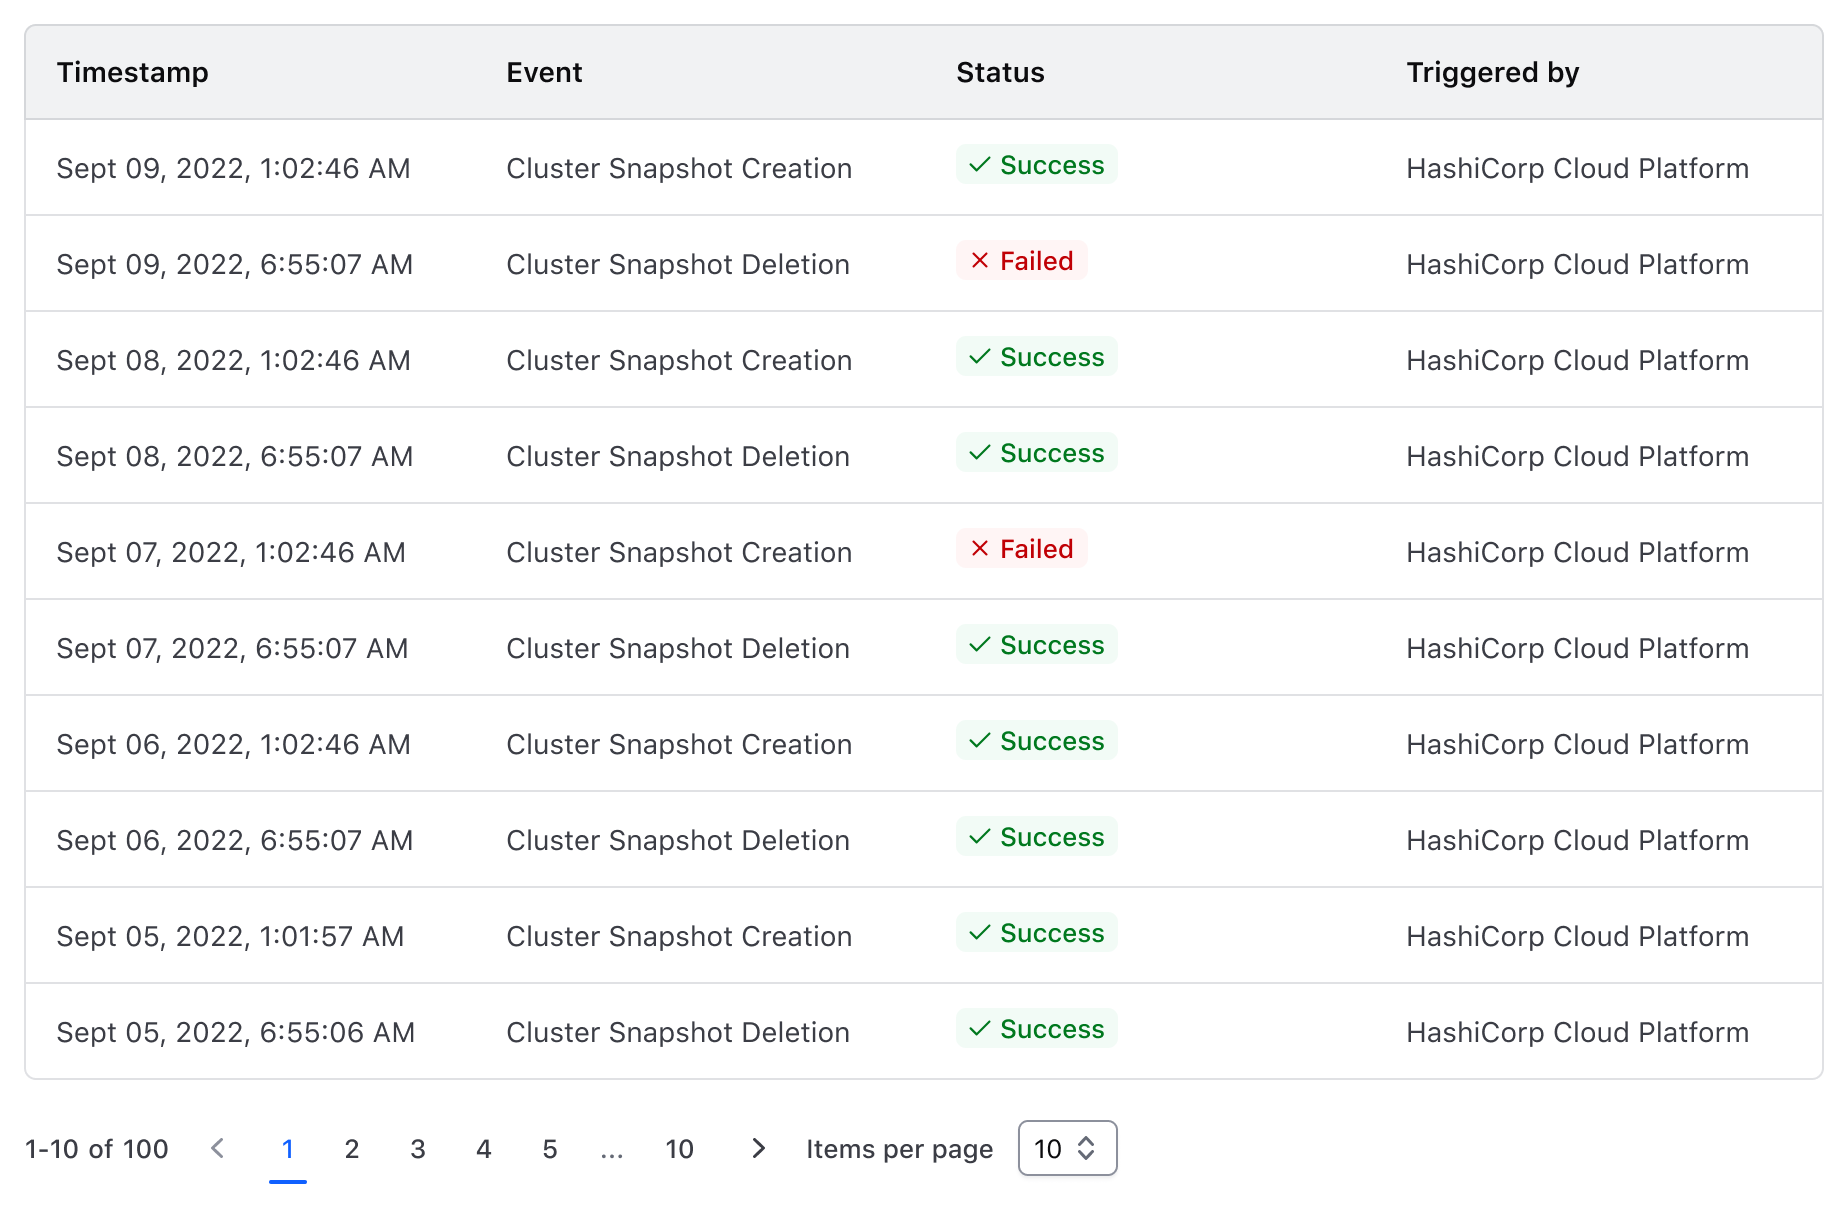 Timestamp Event Status Triggered by
Sept 09, 2022, 1:02:46 AM Cluster Snapshot Creation Success HashiCorp Cloud Platform
Sept 09, 2022, 6:55:07 AM Cluster Snapshot Deletion Failed HashiCorp Cloud Platform
Sept 08, 2022, 1:02:46 AM Cluster Snapshot Creation Success HashiCorp Cloud Platform
Sept 08, 2022, 6:55:07 AM Cluster Snapshot Deletion Success HashiCorp Cloud Platform
Sept 07, 2022, 1:02:46 AM Cluster Snapshot Creation Failed HashiCorp Cloud Platform
Sept 07, 2022, 6:55:07 AM Cluster Snapshot Deletion Success HashiCorp Cloud Platform
Sept 06, 2022, 1:02:46 AM Cluster Snapshot Creation Success HashiCorp Cloud Platform
Sept 06, 2022, 6:55:07 AM Cluster Snapshot Deletion Success HashiCorp Cloud Platform
Sept 05, 2022, 1:01:57 AM Cluster Snapshot Creation Success HashiCorp Cloud Platform
Sept 05, 2022, 6:55:06 AM Cluster Snapshot Deletion Success HashiCorp Cloud Platform
1-10 of 100 1 2 3 4 5 ... 10 Items per page 10